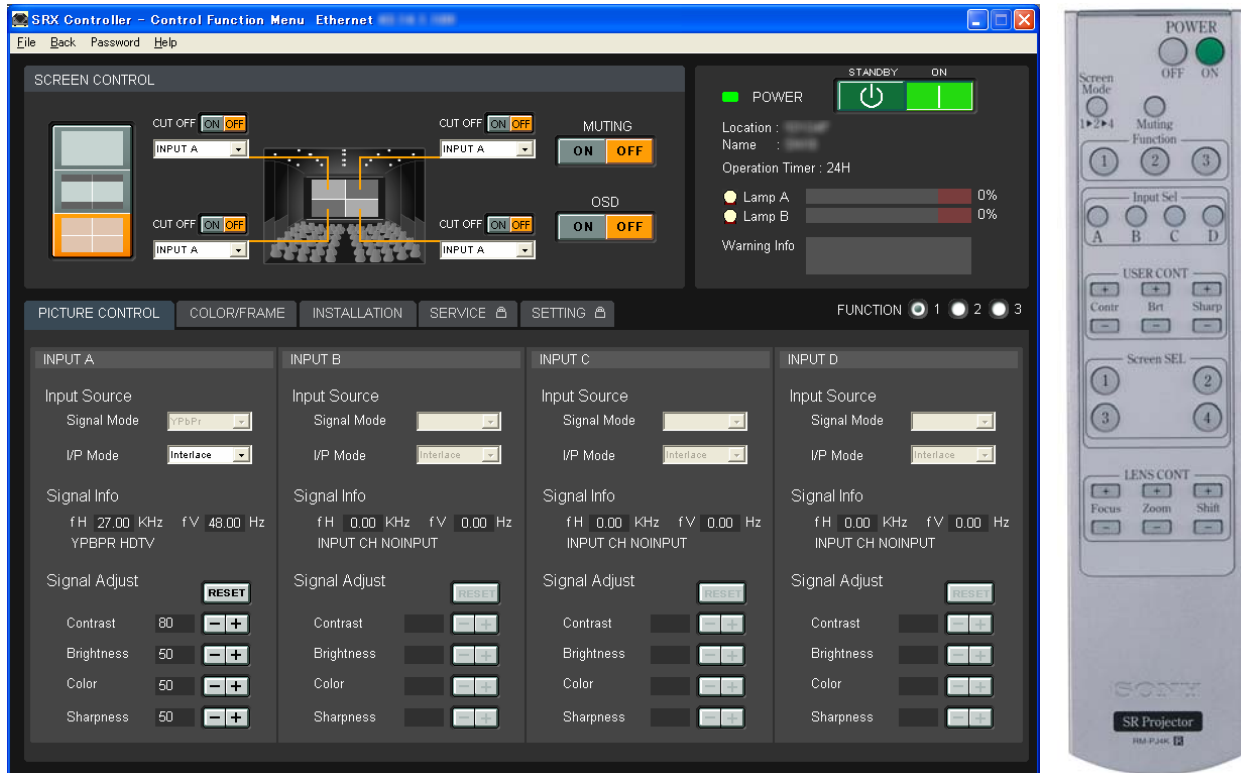 SRX Controller - Control Function Menu Ethernet
File Back Password Help
SCREEN CONTROL
CUT OFF ON OFF
INPUT A
CUT OFF ON OFF
INPUT A
MUTING
ON OFF
CUT OFF ON OFF
INPUT A
CUT OFF ON OFF
INPUT A
OSD
ON OFF
STANDBY ON
POWER
Location :
Name :
Operation Timer : 24H
Lamp A 0%
Lamp B 0%
Warning Info
PICTURE CONTROL COLOR/FRAME INSTALLATION SERVICE SETTING
FUNCTION 1 2 3
INPUT A
Input Source
Signal Mode YPbPr
I/P Mode Interlace
Signal Info
fH 27.00 KHz fV 48.00 Hz
YPBPR HDTV
Signal Adjust
RESET
Contrast 80 - +
Brightness 50 - +
Color 50 - +
Sharpness 50 - +
INPUT B
Input Source
Signal Mode
I/P Mode Interlace
Signal Info
fH 0.00 KHz fV 0.00 Hz
INPUT CH NOINPUT
Signal Adjust
RESET
Contrast - +
Brightness - +
Color - +
Sharpness - +
INPUT C
Input Source
Signal Mode
I/P Mode Interlace
Signal Info
fH 0.00 KHz fV 0.00 Hz
INPUT CH NOINPUT
Signal Adjust
RESET
Contrast - +
Brightness - +
Color - +
Sharpness - +
INPUT D
Input Source
Signal Mode
I/P Mode Interlace
Signal Info
fH 0.00 KHz fV 0.00 Hz
INPUT CH NOINPUT
Signal Adjust
RESET
Contrast - +
Brightness - +
Color - +
Sharpness - +
POWER
OFF ON
Screen
Mode
1▸2▸4 Muting
Function
1 2 3
Input Sel
A B C D
USER CONT
+ + +
Contr Brt Sharp
- - -
Screen SEL
1 2
3 4
LENS CONT
+ + +
Focus Zoom Shift
- - -
SONY
SR Projector
RM-PJ4K R